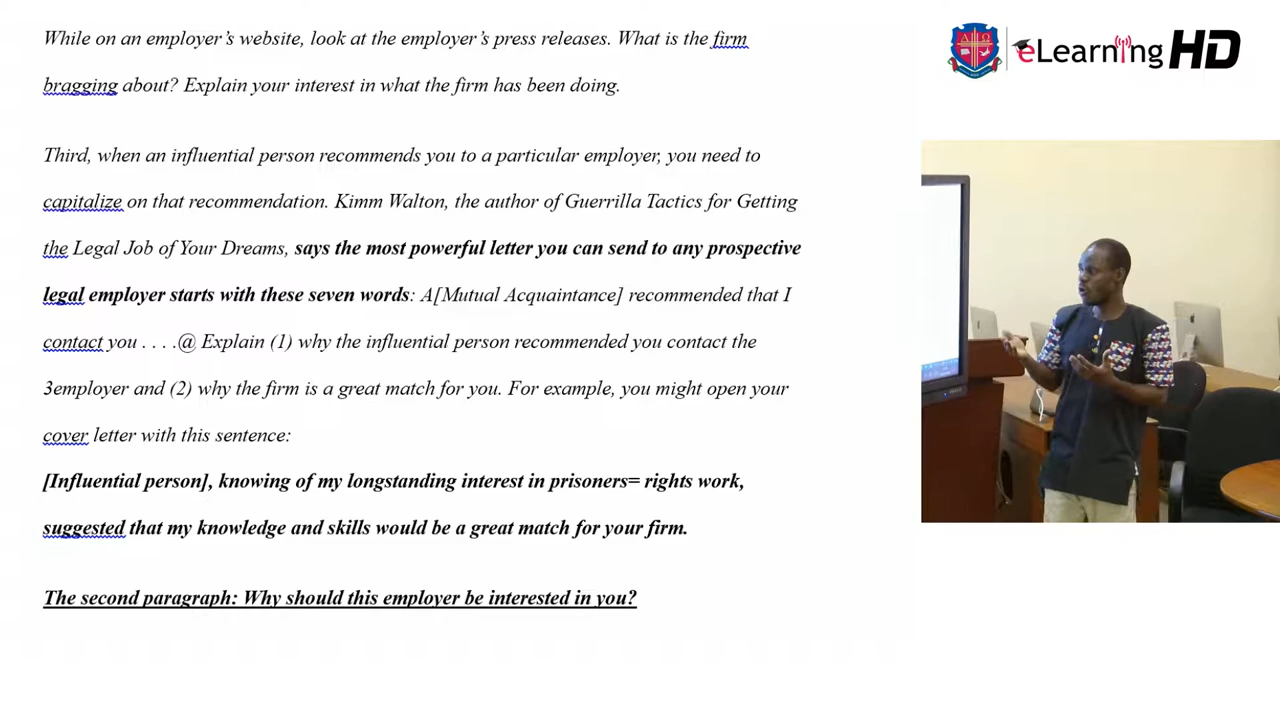 While on an employer’s website, look at the employer’s press releases. What is the firm
bragging about? Explain your interest in what the firm has been doing.
Third, when an influential person recommends you to a particular employer, you need to
capitalize on that recommendation. Kimm Walton, the author of Guerrilla Tactics for Getting
the Legal Job of Your Dreams, says the most powerful letter you can send to any prospective
legal employer starts with these seven words: A[Mutual Acquaintance] recommended that I
contact you . . . .@ Explain (1) why the influential person recommended you contact the
3employer and (2) why the firm is a great match for you. For example, you might open your
cover letter with this sentence:
[Influential person], knowing of my longstanding interest in prisoners= rights work,
suggested that my knowledge and skills would be a great match for your firm.
The second paragraph: Why should this employer be interested in you?
eLearning HD
Α Ω